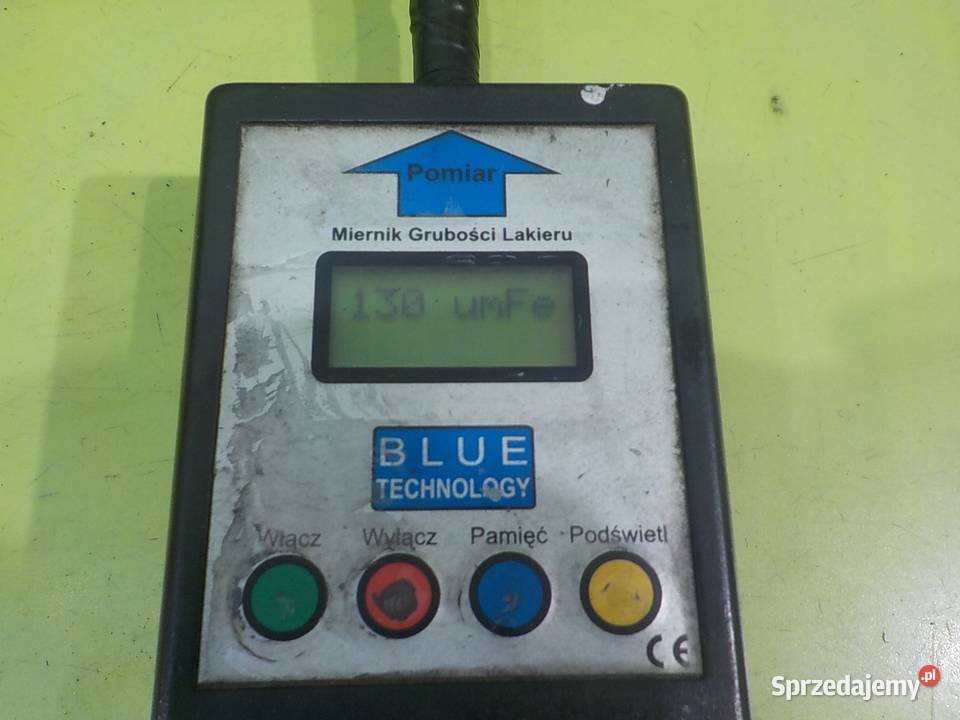 Pomiar
Miernik Grubości Lakieru
130 umFe
BLUE
TECHNOLOGY
Włącz Wyłącz Pamięć Podświetl
CE
Sprzedajemy.pl